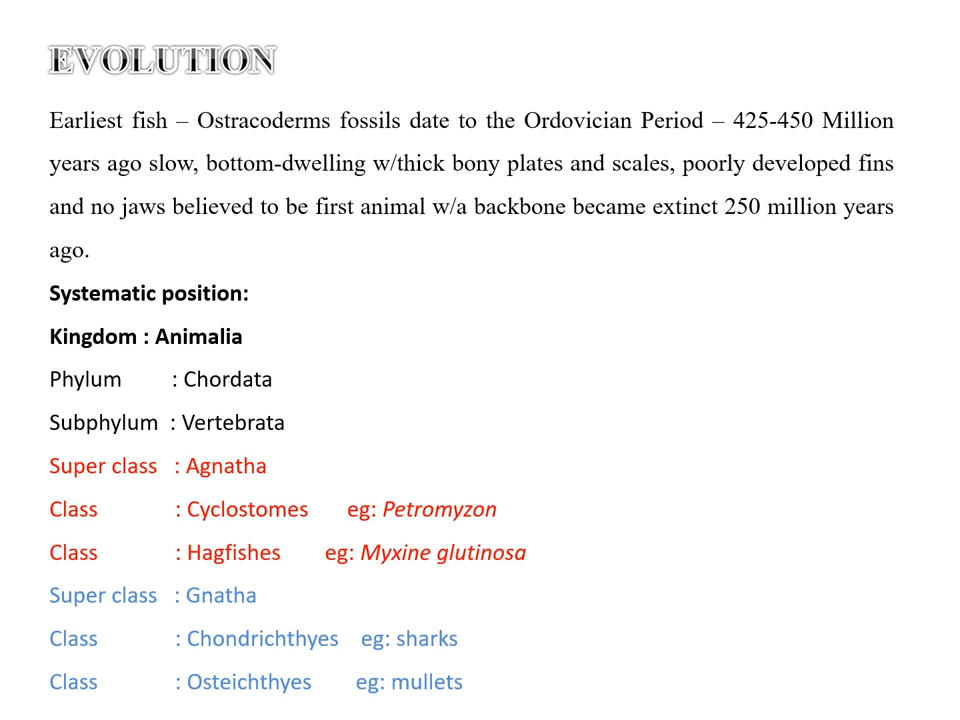 EVOLUTION
Earliest fish – Ostracoderms fossils date to the Ordovician Period – 425-450 Million
years ago slow, bottom-dwelling w/thick bony plates and scales, poorly developed fins
and no jaws believed to be first animal w/a backbone became extinct 250 million years
ago.
Systematic position:
Kingdom : Animalia
Phylum : Chordata
Subphylum : Vertebrata
Super class : Agnatha
Class : Cyclostomes eg: Petromyzon
Class : Hagfishes eg: Myxine glutinosa
Super class : Gnatha
Class : Chondrichthyes eg: sharks
Class : Osteichthyes eg: mullets